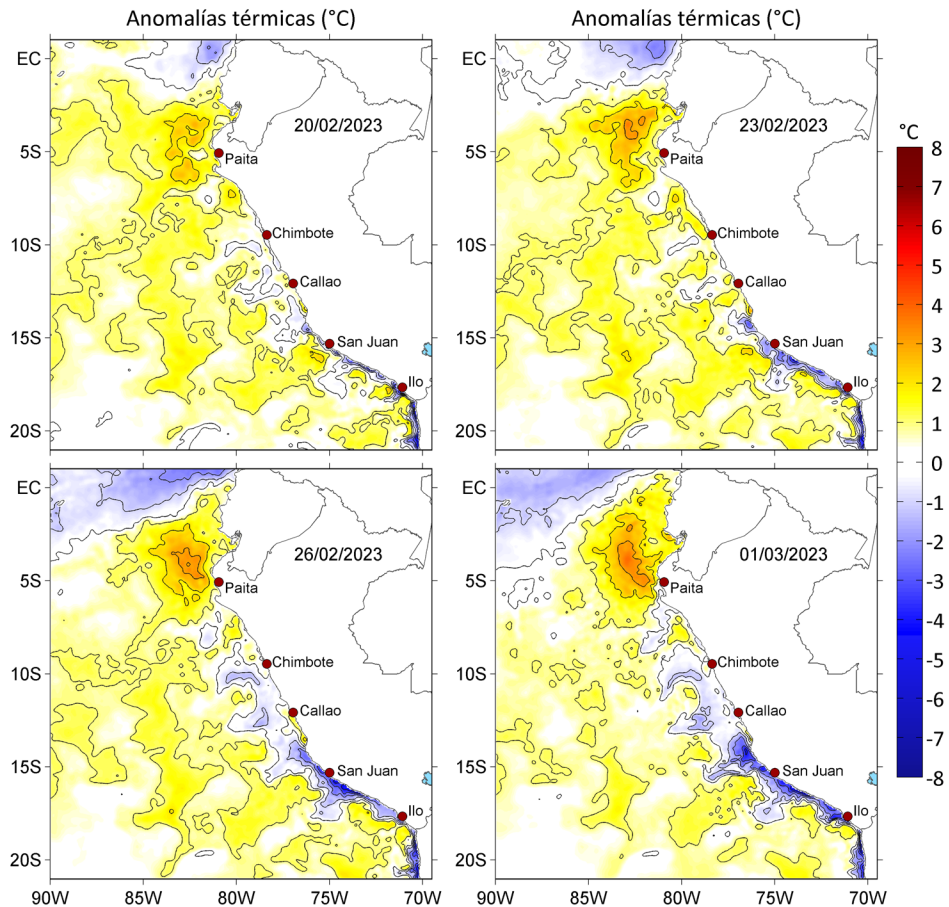 Anomalías térmicas (°C)
Anomalías térmicas (°C)
EC
5S
10S
15S
20S
20/02/2023
Paita
Chimbote
Callao
San Juan
Ilo
EC
5S
10S
15S
20S
23/02/2023
Paita
Chimbote
Callao
San Juan
Ilo
°C
8
7
6
5
4
3
2
1
0
-1
-2
-3
-4
-5
-6
-7
-8
EC
5S
10S
15S
20S
26/02/2023
Paita
Chimbote
Callao
San Juan
Ilo
90W
85W
80W
75W
70W
EC
5S
10S
15S
20S
01/03/2023
Paita
Chimbote
Callao
San Juan
Ilo
90W
85W
80W
75W
70W